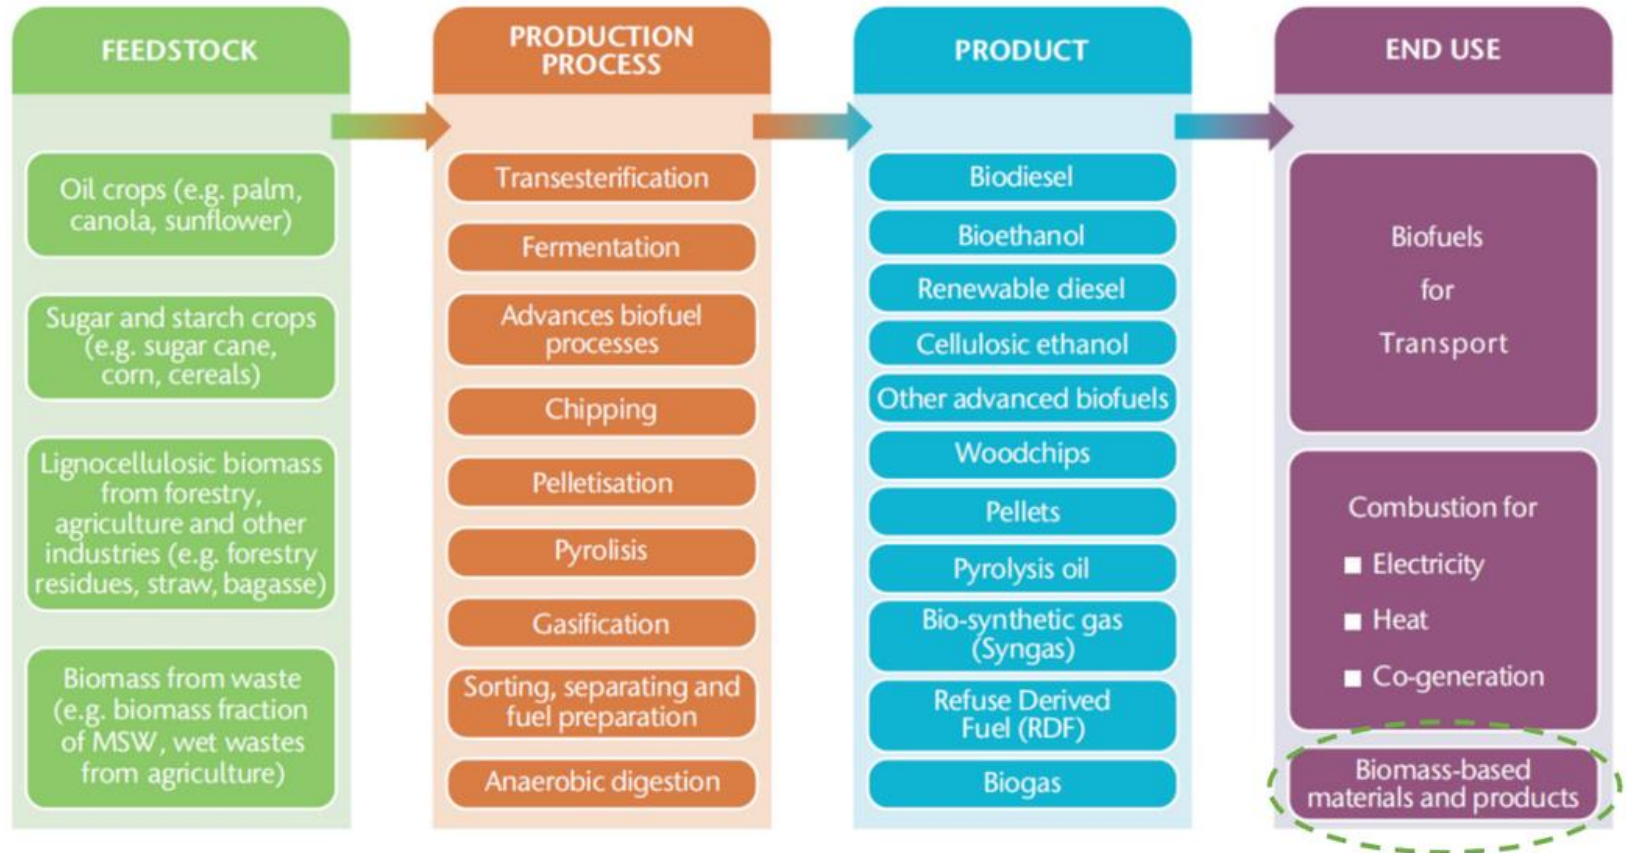 FEEDSTOCK
Oil crops (e.g. palm,
canola, sunflower)
Sugar and starch crops
(e.g. sugar cane,
corn, cereals)
Lignocellulosic biomass
from forestry,
agriculture and other
industries (e.g. forestry
residues, straw, bagasse)
Biomass from waste
(e.g. biomass fraction
of MSW, wet wastes
from agriculture)
PRODUCTION
PROCESS
Transesterification
Fermentation
Advances biofuel
processes
Chipping
Pelletisation
Pyrolisis
Gasification
Sorting, separating and
fuel preparation
Anaerobic digestion
PRODUCT
Biodiesel
Bioethanol
Renewable diesel
Cellulosic ethanol
Other advanced biofuels
Woodchips
Pellets
Pyrolysis oil
Bio-synthetic gas
(Syngas)
Refuse Derived
Fuel (RDF)
Biogas
END USE
Biofuels
for
Transport
Combustion for
■ Electricity
■ Heat
■ Co-generation
Biomass-based
materials and products